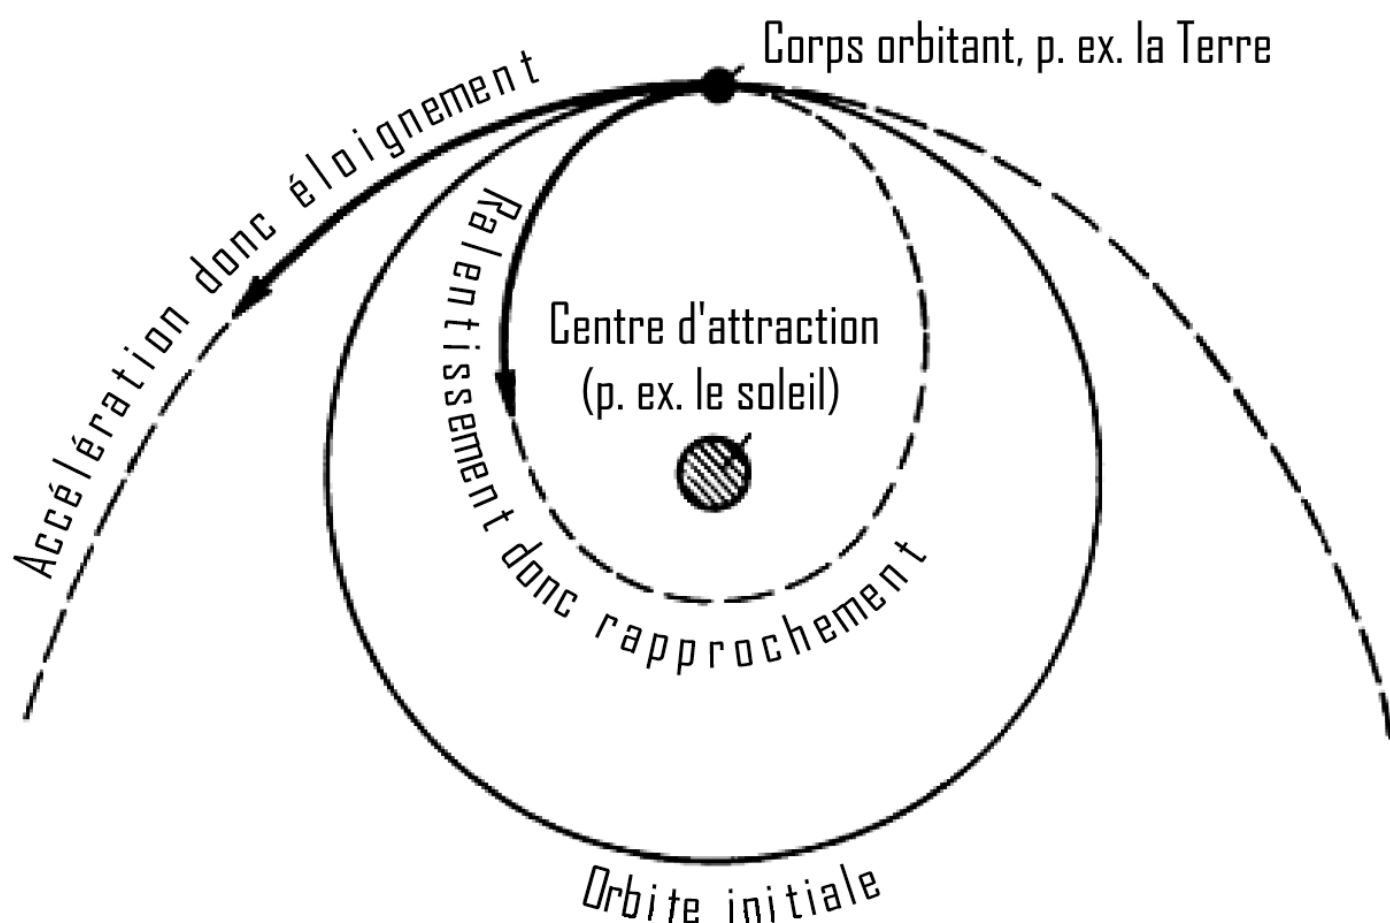 Corps orbitant, p. ex. la Terre
Accélération donc éloignement
Ralentissement donc rapprochement
Centre d'attraction
(p. ex. le soleil)
Orbite initiale